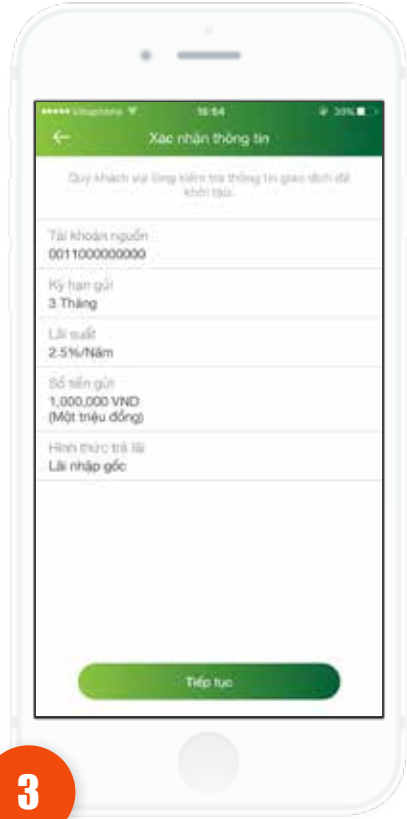 16:54
Xác nhận thông tin
Quý khách vui lòng kiểm tra thông tin giao dịch đã
khởi tạo.
Tài khoản nguồn
0011000000000
Kỳ hạn gửi
3 Tháng
Lãi suất
2.5%/Năm
Số tiền gửi
1,000,000 VND
(Một triệu đồng)
Hình thức trả lãi
Lãi nhập gốc
Tiếp tục
3